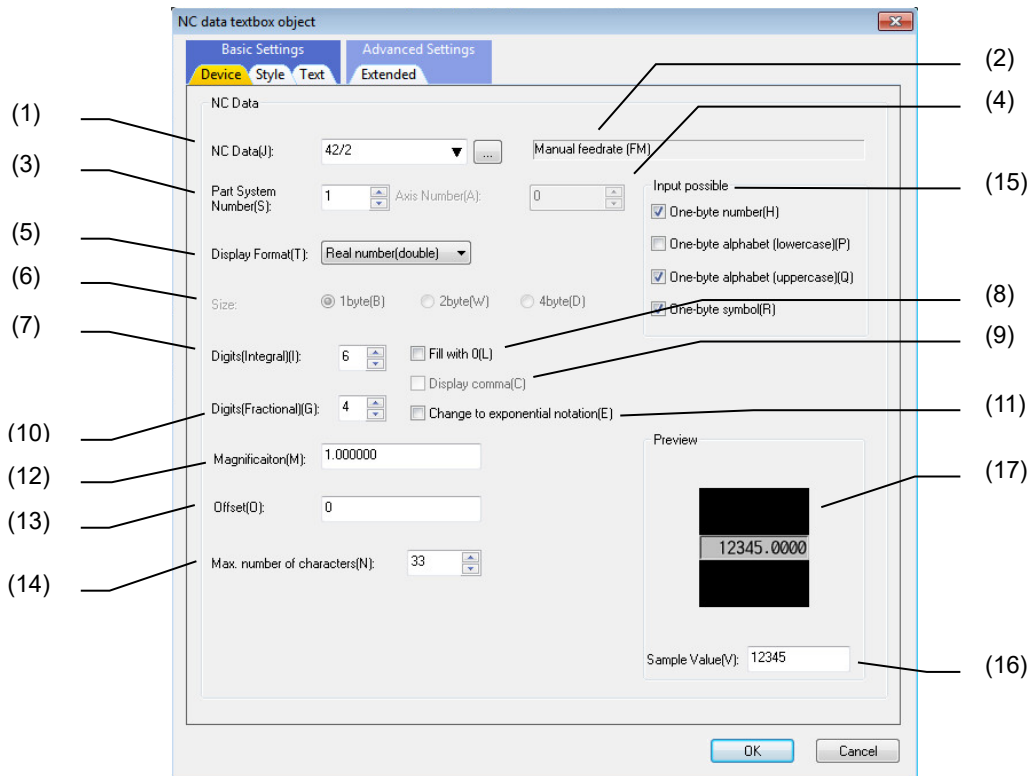 NC data textbox object
Basic Settings Advanced Settings
Device Style Text Extended
(2)
(4)
NC Data
(1)
NC Data(J): 42/2 ... Manual feedrate (FM)
(3)
Part System
Number(S): 1 Axis Number(A): 0
Input possible
(15)
One-byte number(H)
One-byte alphabet (lowercase)(P)
One-byte alphabet (uppercase)(Q)
One-byte symbol(R)
(5)
Display Format(T): Real number(double)
(6)
Size: 1byte(B) 2byte(W) 4byte(D)
(8)
(7)
Digits(Integral)(I): 6 Fill with 0(L)
(9)
Display comma(C)
Digits(Fractional)(G): 4 Change to exponential notation(E)
(11)
(10)
Magnificaiton(M): 1.000000
(12)
Offset(O): 0
(13)
Max. number of characters(N): 33
(14)
Preview
(17)
12345.0000
Sample Value(V): 12345
(16)
OK Cancel